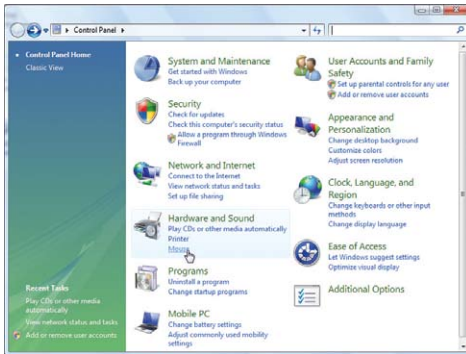 Control Panel
Control Panel Home
Classic View
System and Maintenance
Get started with Windows
Back up your computer
Security
Check for updates
Check this computer's security status
Allow a program through Windows
Firewall
Network and Internet
Connect to the Internet
View network status and tasks
Set up file sharing
Hardware and Sound
Play CDs or other media automatically
Printer
Mouse
Programs
Uninstall a program
Change startup programs
Mobile PC
Change battery settings
Adjust commonly used mobility
settings
User Accounts and Family
Safety
Set up parental controls for any user
Add or remove user accounts
Appearance and
Personalization
Change desktop background
Customize colors
Adjust screen resolution
Clock, Language, and
Region
Change keyboards or other input
methods
Change display language
Ease of Access
Let Windows suggest settings
Optimize visual display
Additional Options
Recent Tasks
Play CDs or other media
automatically
View network status and tasks
Add or remove user accounts